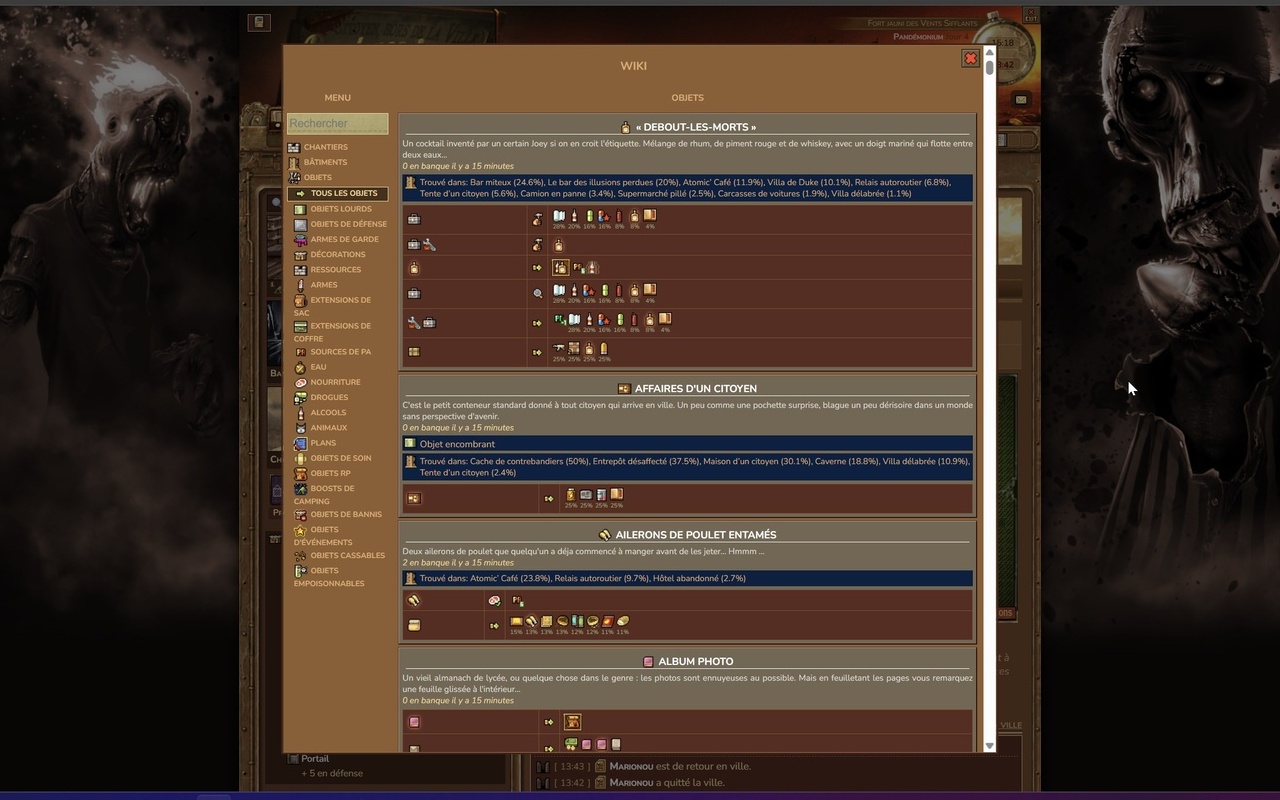 FORT JAUNI DES VENTS SIFFLANTS
PANDÉMONIUM
WIKI
MENU
OBJETS
Rechercher
CHANTIERS
BÂTIMENTS
OBJETS
TOUS LES OBJETS
OBJETS LOURDS
OBJETS DE DÉFENSE
ARMES DE GARDE
DÉCORATIONS
RESSOURCES
ARMES
EXTENSIONS DE
SAC
EXTENSIONS DE
COFFRE
SOURCES DE PA
EAU
NOURRITURE
DROGUES
ALCOOLS
ANIMAUX
PLANS
OBJETS DE SOIN
OBJETS RP
BOOSTS DE
CAMPING
OBJETS DE BANNIS
OBJETS
D'ÉVÉNEMENTS
OBJETS CASSABLES
OBJETS
EMPOISONNABLES
« DEBOUT-LES-MORTS »
Un cocktail inventé par un certain Joey si on en croit l'étiquette. Mélange de rhum, de piment rouge et de whiskey, avec un doigt mariné qui flotte entre
deux eaux...
0 en banque il y a 15 minutes
Trouvé dans: Bar miteux (24.6%), Le bar des illusions perdues (20%), Atomic' Café (11.9%), Villa de Duke (10.1%), Relais autoroutier (6.8%),
Tente d'un citoyen (5.6%), Camion en panne (3.4%), Supermarché pillé (2.5%), Carcasses de voitures (1.9%), Villa délabrée (1.1%)
28% 20% 16% 16% 8% 8% 4%
28% 20% 16% 16% 8% 8% 4%
28% 20% 16% 16% 8% 8% 4%
25% 25% 25% 25%
AFFAIRES D'UN CITOYEN
C'est le petit conteneur standard donné à tout citoyen qui arrive en ville. Un peu comme une pochette surprise, blague un peu dérisoire dans un monde
sans perspective d'avenir.
0 en banque il y a 15 minutes
Objet encombrant
Trouvé dans: Cache de contrebandiers (50%), Entrepôt désaffecté (37.5%), Maison d'un citoyen (30.1%), Caverne (18.8%), Villa délabrée (10.9%),
Tente d'un citoyen (2.4%)
25% 25% 25% 25%
AILERONS DE POULET ENTAMÉS
Deux ailerons de poulet que quelqu'un a déja commencé à manger avant de les jeter... Hmmm ...
2 en banque il y a 15 minutes
Trouvé dans: Atomic' Café (23.8%), Relais autoroutier (9.7%), Hôtel abandonné (2.7%)
15% 13% 13% 13% 12% 12% 11% 11%
ALBUM PHOTO
Un vieil almanach de lycée, ou quelque chose dans le genre : les photos sont ennuyeuses au possible. Mais en feuilletant les pages vous remarquez
une feuille glissée à l'intérieur...
0 en banque il y a 15 minutes
VILLE
Portail
+ 5 en défense
[ 13:43 ] MARIONOU est de retour en ville.
[ 13:42 ] MARIONOU a quitté la ville.